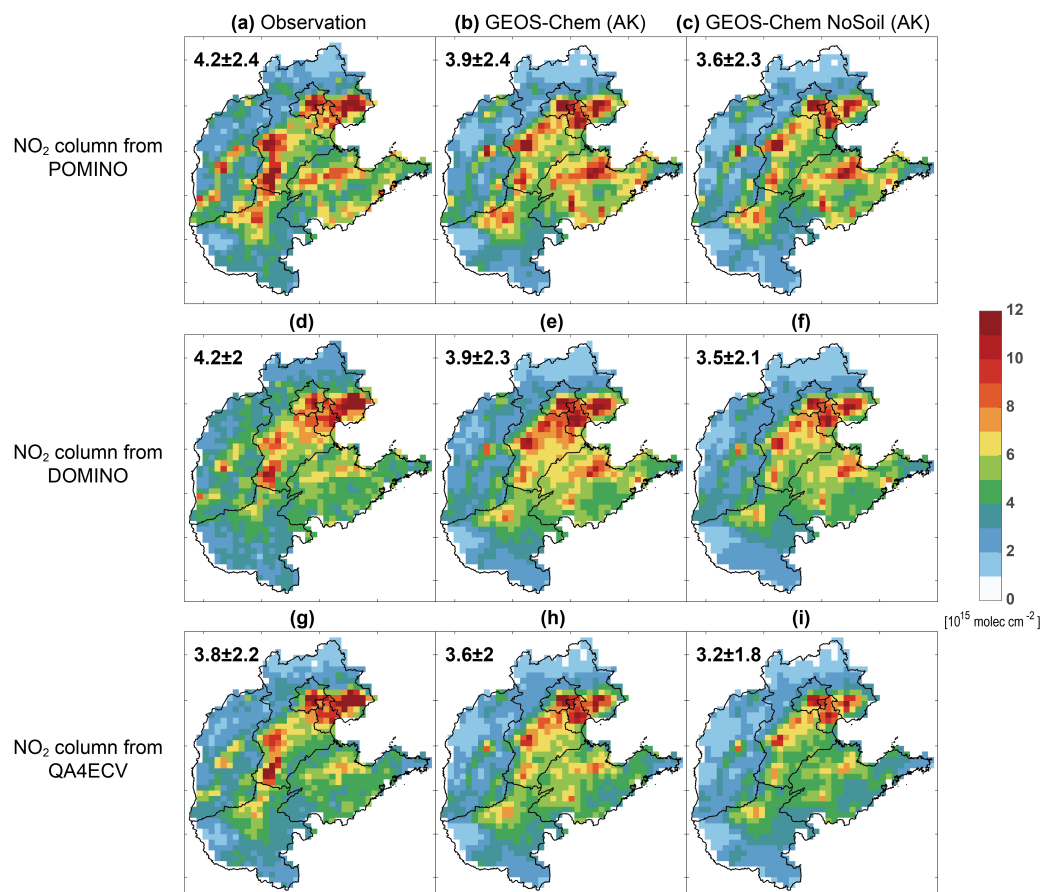 (a) Observation
(b) GEOS-Chem (AK)
(c) GEOS-Chem NoSoil (AK)
NO₂ column from
POMINO
4.2±2.4
3.9±2.4
3.6±2.3
(d)
(e)
(f)
NO₂ column from
DOMINO
4.2±2
3.9±2.3
3.5±2.1
(g)
(h)
(i)
NO₂ column from
QA4ECV
3.8±2.2
3.6±2
3.2±1.8
12
10
8
6
4
2
0
[10¹⁵ molec cm⁻²]